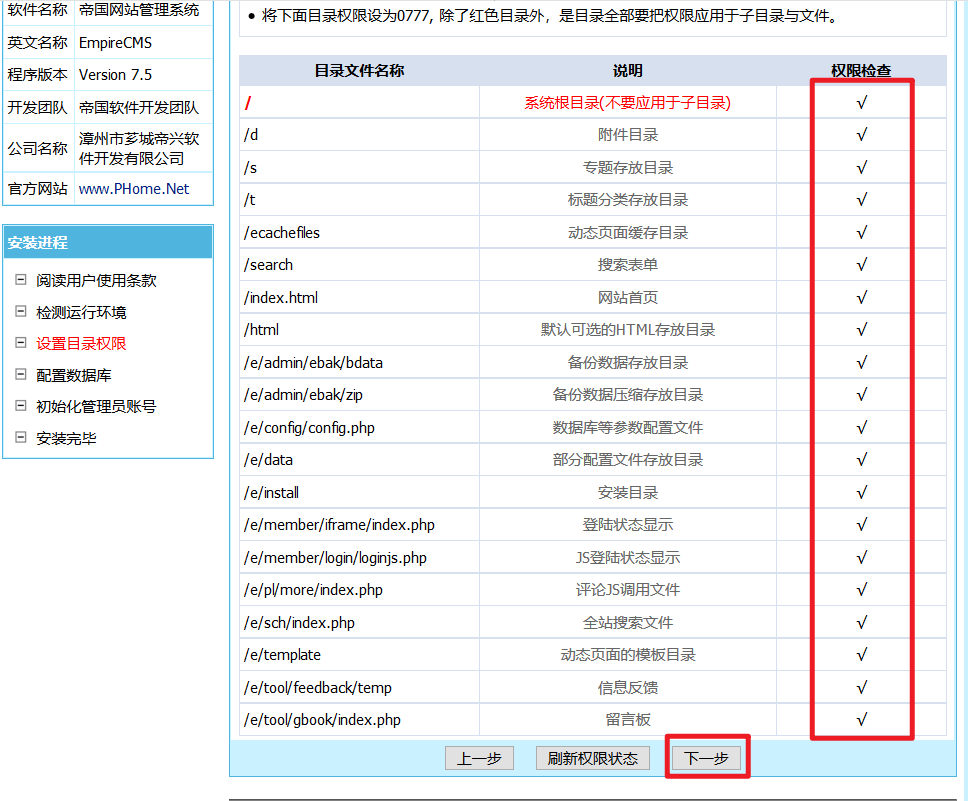 软件名称 帝国网站管理系统
英文名称 EmpireCMS
程序版本 Version 7.5
开发团队 帝国软件开发团队
公司名称 漳州市芗城帝兴软件开发有限公司
官方网站 www.PHome.Net
安装进程
阅读用户使用条款
检测运行环境
设置目录权限
配置数据库
初始化管理员账号
安装完毕
● 将下面目录权限设为0777, 除了红色目录外，是目录全部要把权限应用于子目录与文件。
目录文件名称 说明 权限检查
/ 系统根目录(不要应用于子目录) √
/d 附件目录 √
/s 专题存放目录 √
/t 标题分类存放目录 √
/ecachefiles 动态页面缓存目录 √
/search 搜索表单 √
/index.html 网站首页 √
/html 默认可选的HTML存放目录 √
/e/admin/ebak/bdata 备份数据存放目录 √
/e/admin/ebak/zip 备份数据压缩存放目录 √
/e/config/config.php 数据库等参数配置文件 √
/e/data 部分配置文件存放目录 √
/e/install 安装目录 √
/e/member/iframe/index.php 登陆状态显示 √
/e/member/login/loginjs.php JS登陆状态显示 √
/e/pl/more/index.php 评论JS调用文件 √
/e/sch/index.php 全站搜索文件 √
/e/template 动态页面的模板目录 √
/e/tool/feedback/temp 信息反馈 √
/e/tool/gbook/index.php 留言板 √
上一步 刷新权限状态 下一步